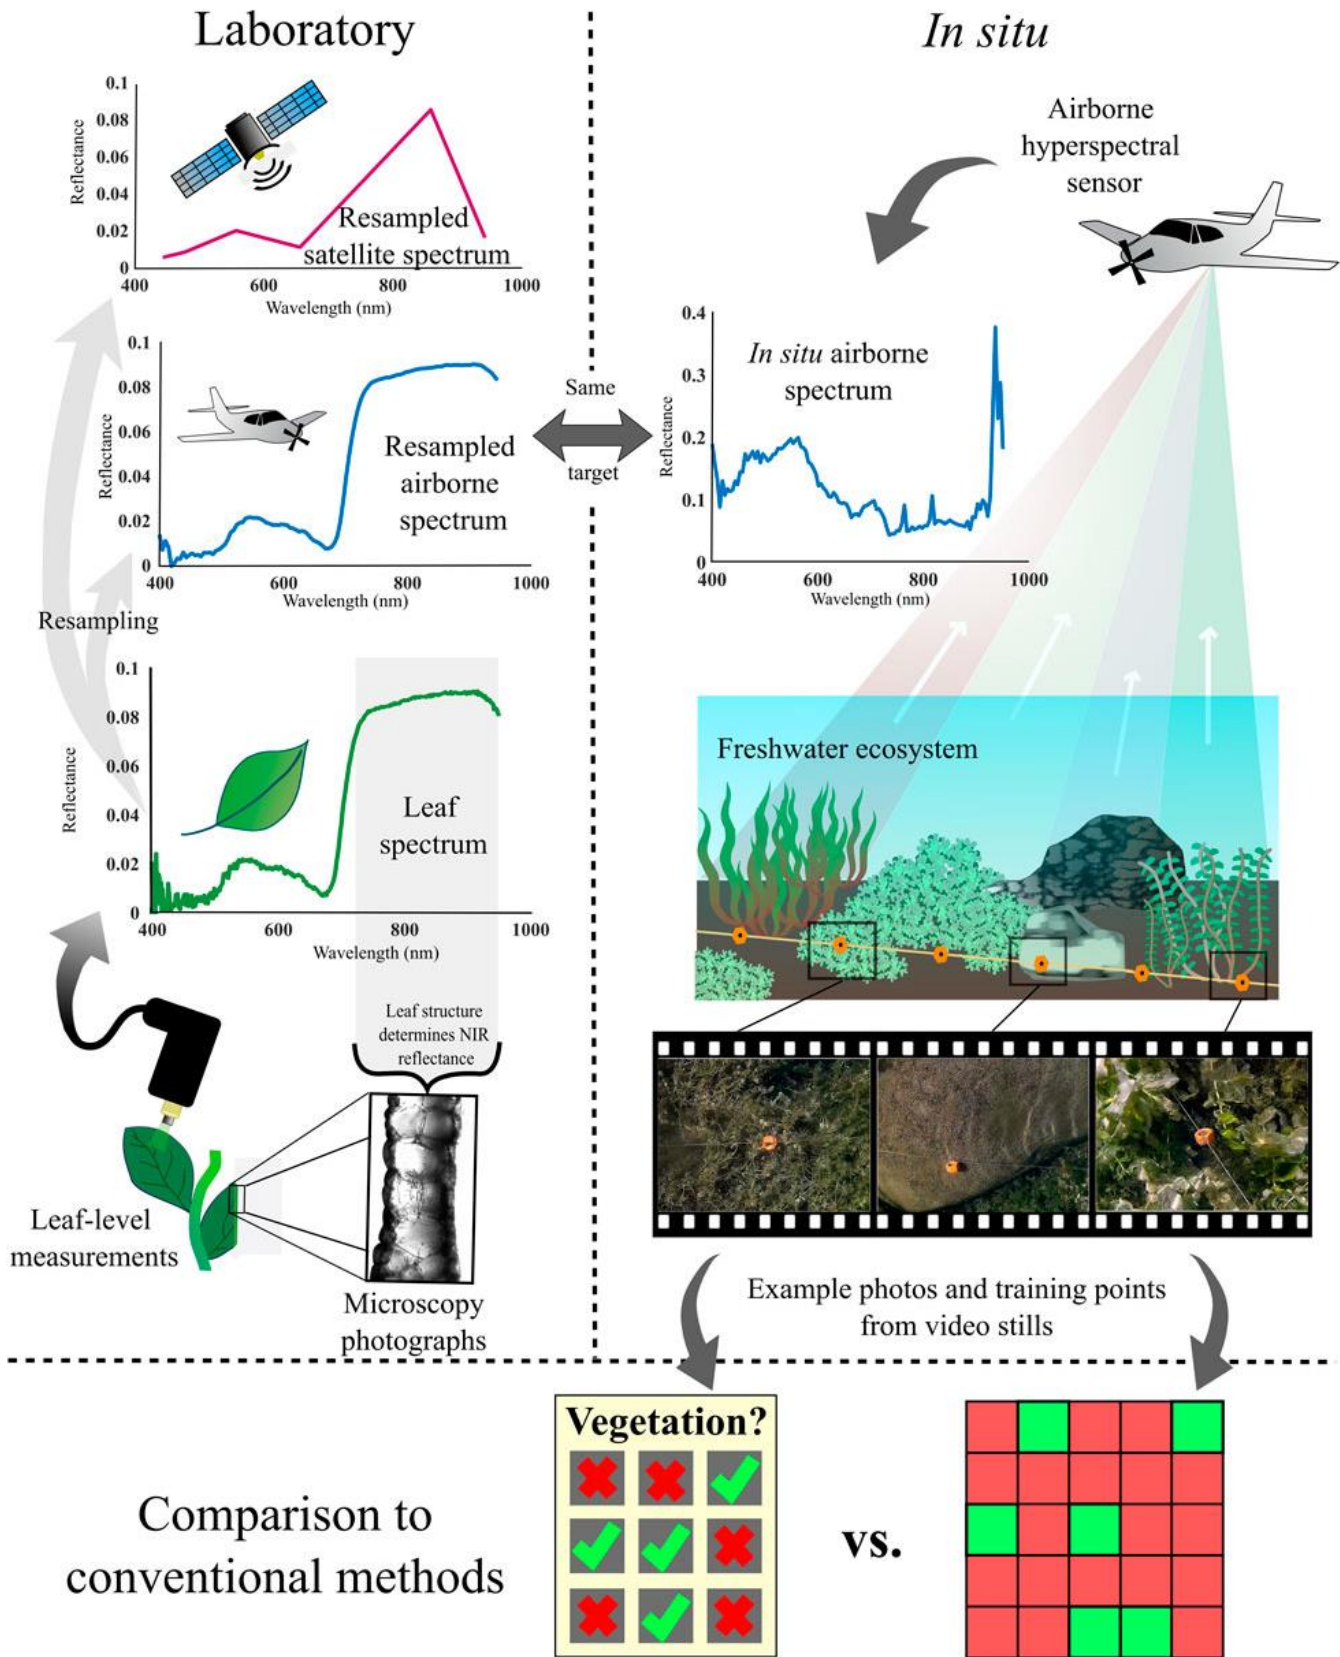 Laboratory
In situ
0.1
0.08
0.06
0.04
0.02
0
Reflectance
Resampled
satellite spectrum
400
600
800
1000
Wavelength (nm)
Airborne
hyperspectral
sensor
0.1
0.08
0.06
0.04
0.02
0
Reflectance
Resampled
airborne
spectrum
400
600
800
1000
Wavelength (nm)
Same
target
0.4
0.3
0.2
0.1
0
Reflectance
In situ airborne
spectrum
400
600
800
1000
Wavelength (nm)
Resampling
0.1
0.08
0.06
0.04
0.02
0
Reflectance
Leaf
spectrum
400
600
800
1000
Wavelength (nm)
Freshwater ecosystem
Leaf structure
determines NIR
reflectance
Leaf-level
measurements
Microscopy
photographs
Example photos and training points
from video stills
Comparison to
conventional methods
Vegetation?
vs.